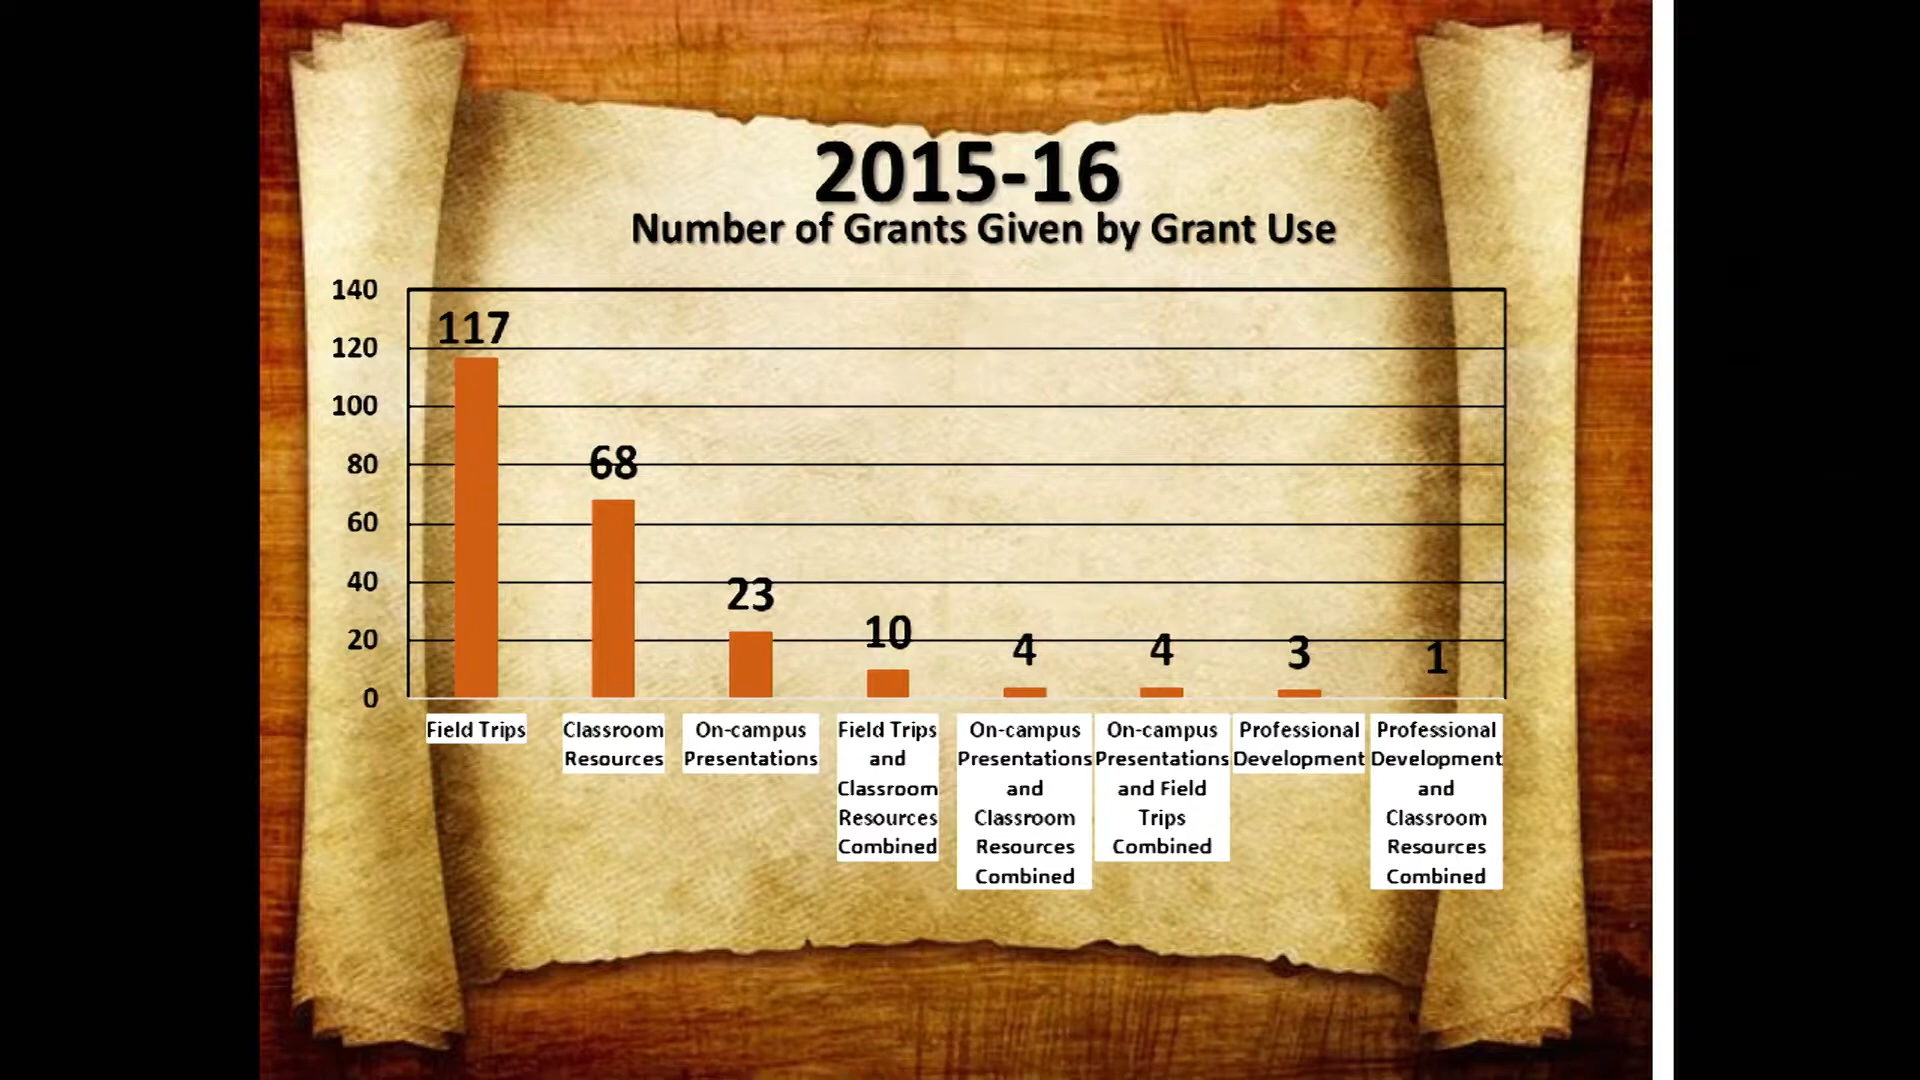 2015-16
Number of Grants Given by Grant Use
140
120
100
80
60
40
20
0
117
68
23
10
4
4
3
1
Field Trips
Classroom
Resources
On-campus
Presentations
Field Trips
and
Classroom
Resources
Combined
On-campus
Presentations
and
Classroom
Resources
Combined
On-campus
Presentations
and Field
Trips
Combined
Professional
Development
Professional
Development
and
Classroom
Resources
Combined